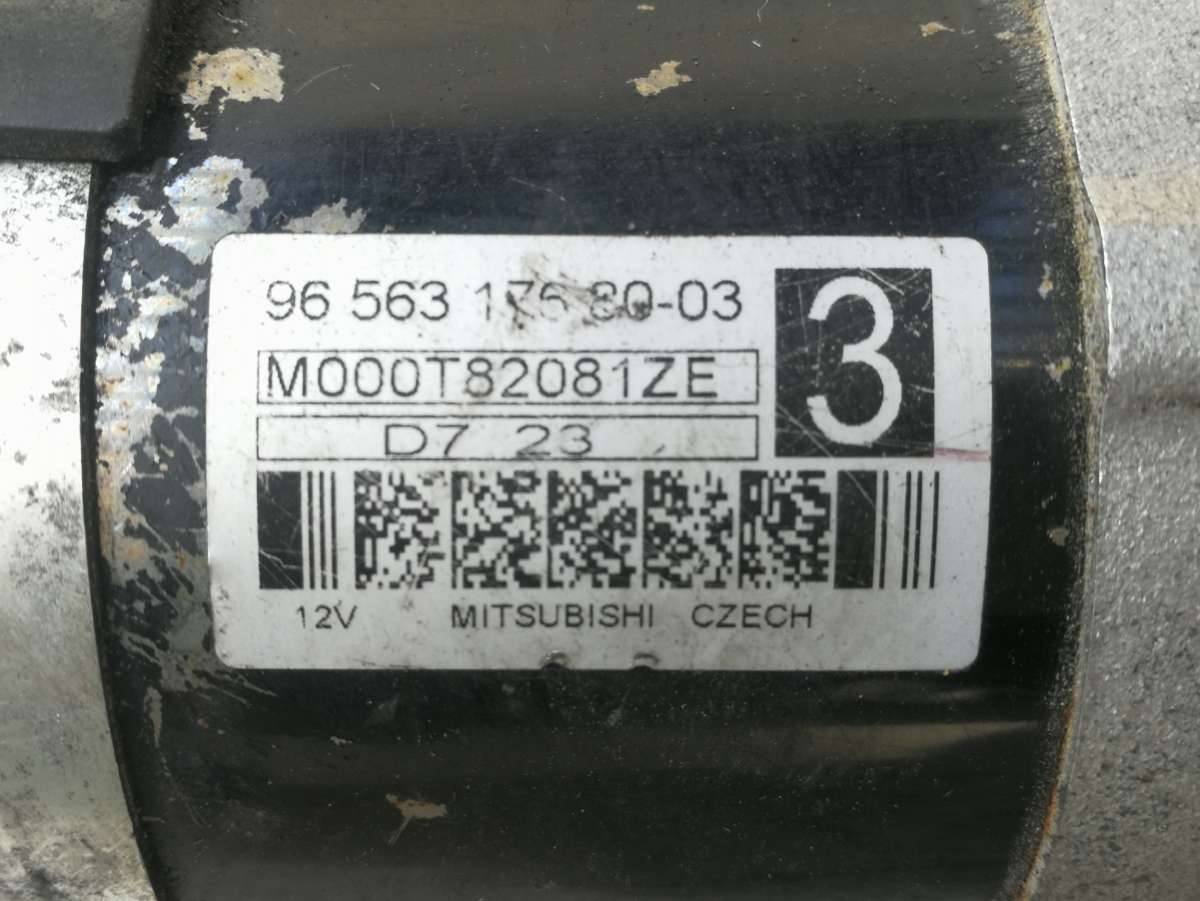 96 563 176 80-03
3
M000T82081ZE
D7 23
12V MITSUBISHI CZECH